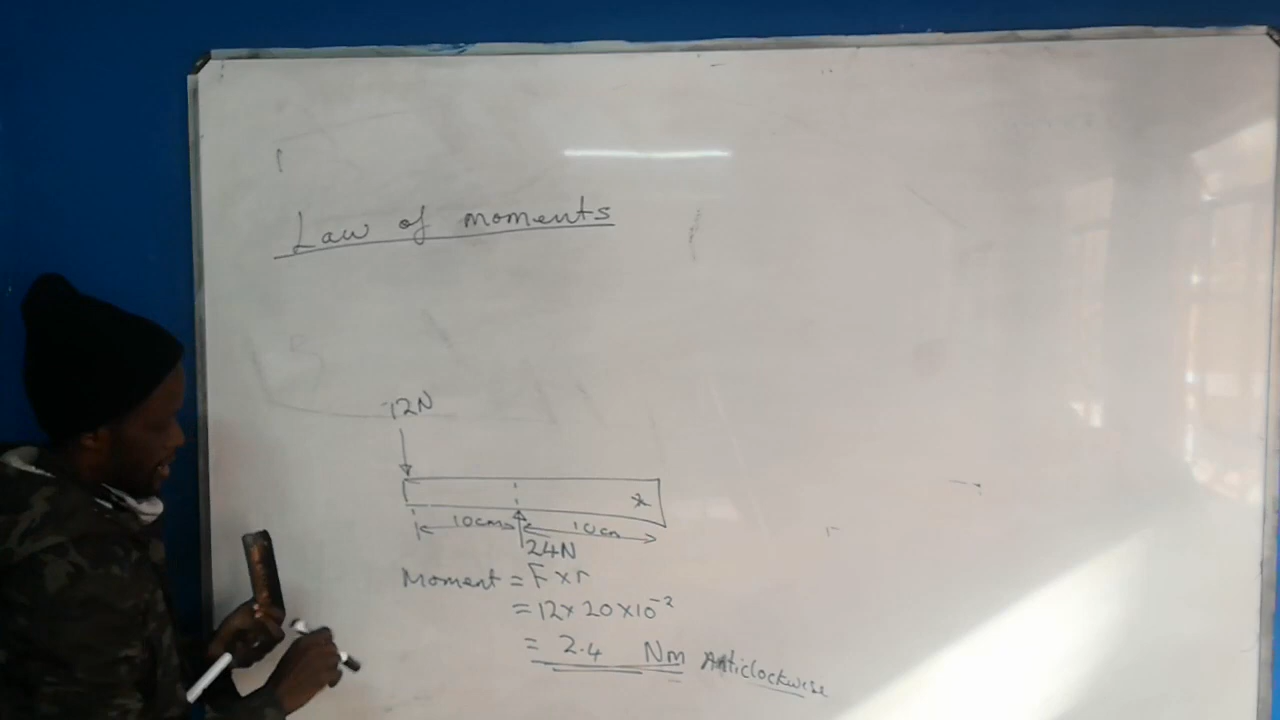 Law of moments
12N
x
10cm 10cm
24N
Moment = F x r
= 12 x 20 x 10⁻²
= 2.4 Nm Anticlockwise